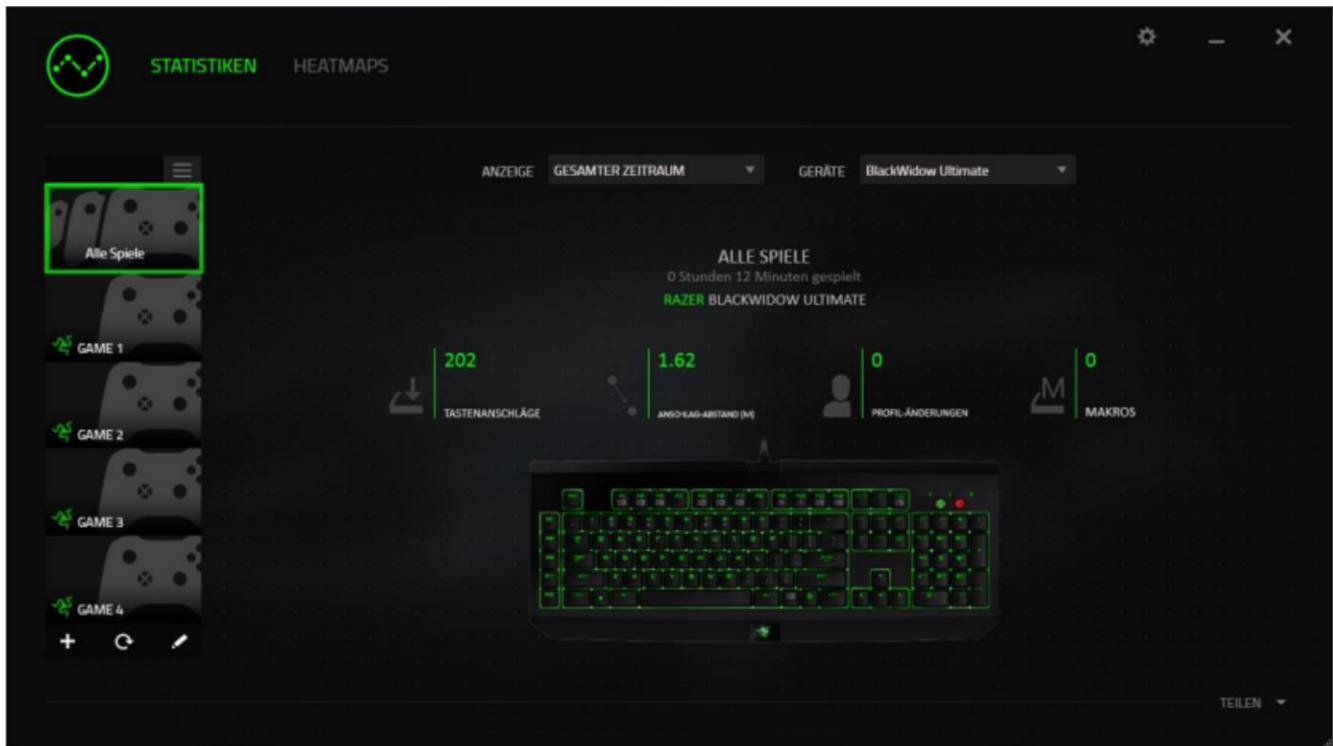 STATISTIKEN HEATMAPS
ANZEIGE GESAMTER ZEITRAUM GERÄTE BlackWidow Ultimate
Alle Spiele
GAME 1
GAME 2
GAME 3
GAME 4
ALLE SPIELE
0 Stunden 12 Minuten gespielt
RAZER BLACKWIDOW ULTIMATE
202
TASTENANSCHLÄGE
1.62
ANSCHLAG-ABSTAND (M)
0
PROFIL-ÄNDERUNGEN
M
0
MAKROS
TEILEN